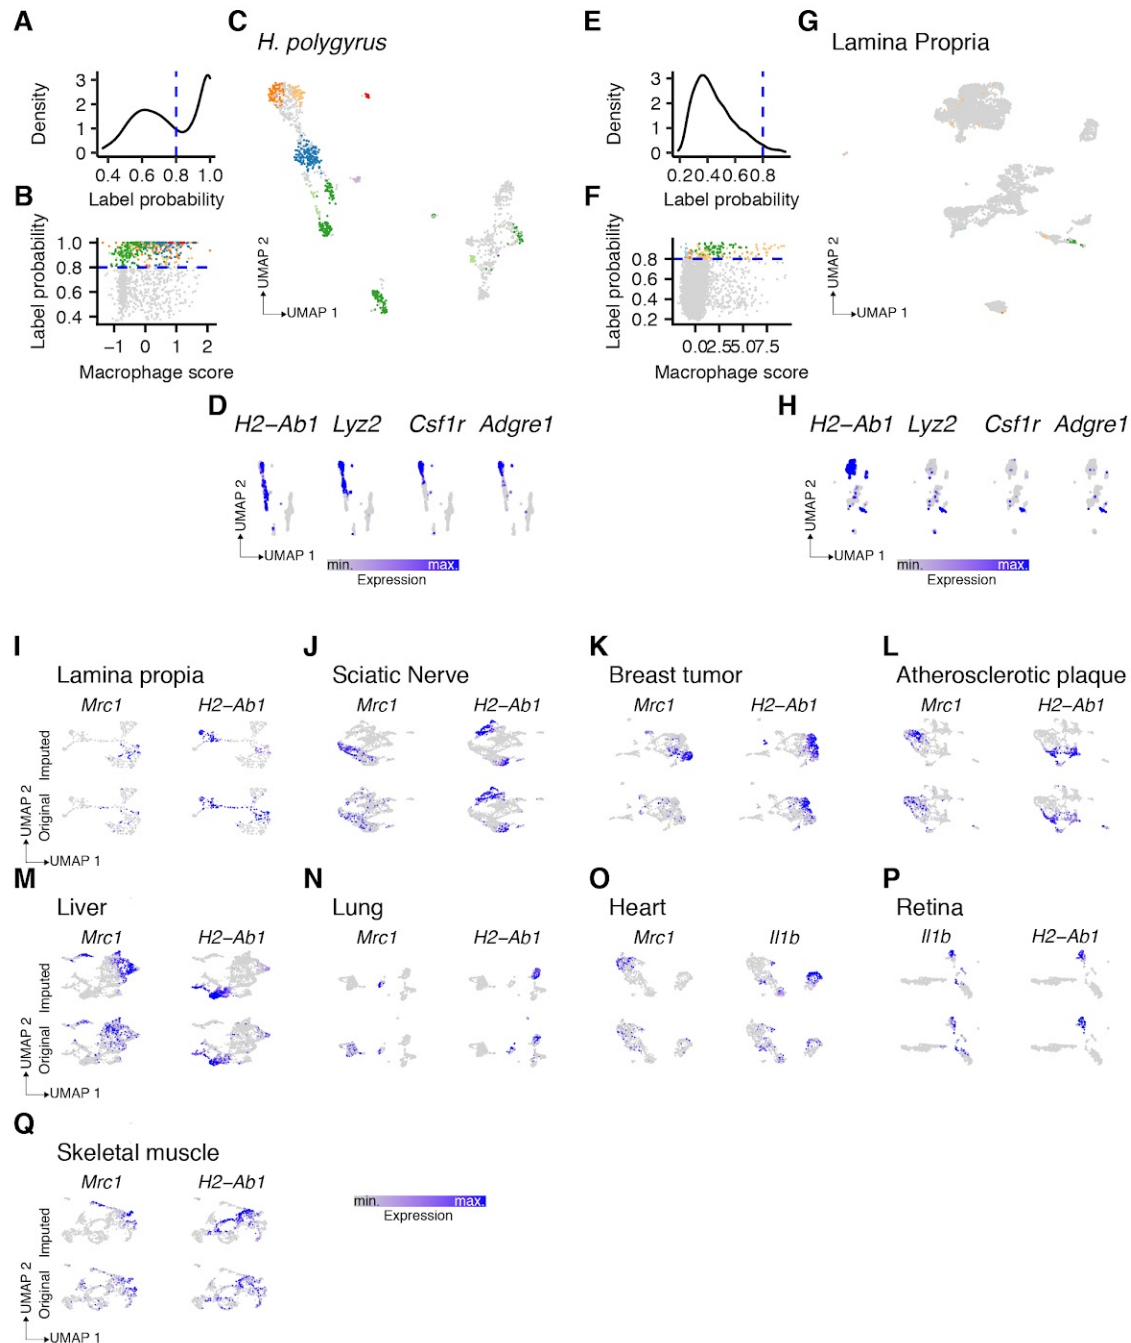 A
Density
3
2
1
0
0.4 0.6 0.8 1.0
Label probability
B
Label probability
1.0
0.8
0.6
0.4
−1 0 1 2
Macrophage score
C
H. polygyrus
UMAP 2
UMAP 1
D
H2−Ab1 Lyz2 Csf1r Adgre1
UMAP 2
UMAP 1
min. max.
Expression
E
Density
3
2
1
0
0.20 0.40 0.60 0.8
Label probability
F
Label probability
0.8
0.6
0.4
0.2
0.02.55.07.5
Macrophage score
G
Lamina Propria
UMAP 2
UMAP 1
H
H2−Ab1 Lyz2 Csf1r Adgre1
UMAP 2
UMAP 1
min. max.
Expression
I
Lamina propia
Mrc1 H2−Ab1
Imputed
Original
UMAP 2
UMAP 1
J
Sciatic Nerve
Mrc1 H2−Ab1
K
Breast tumor
Mrc1 H2−Ab1
L
Atherosclerotic plaque
Mrc1 H2−Ab1
M
Liver
Mrc1 H2−Ab1
Imputed
Original
UMAP 2
UMAP 1
N
Lung
Mrc1 H2−Ab1
O
Heart
Mrc1 Il1b
P
Retina
Il1b H2−Ab1
Q
Skeletal muscle
Mrc1 H2−Ab1
Imputed
Original
UMAP 2
UMAP 1
min. max.
Expression